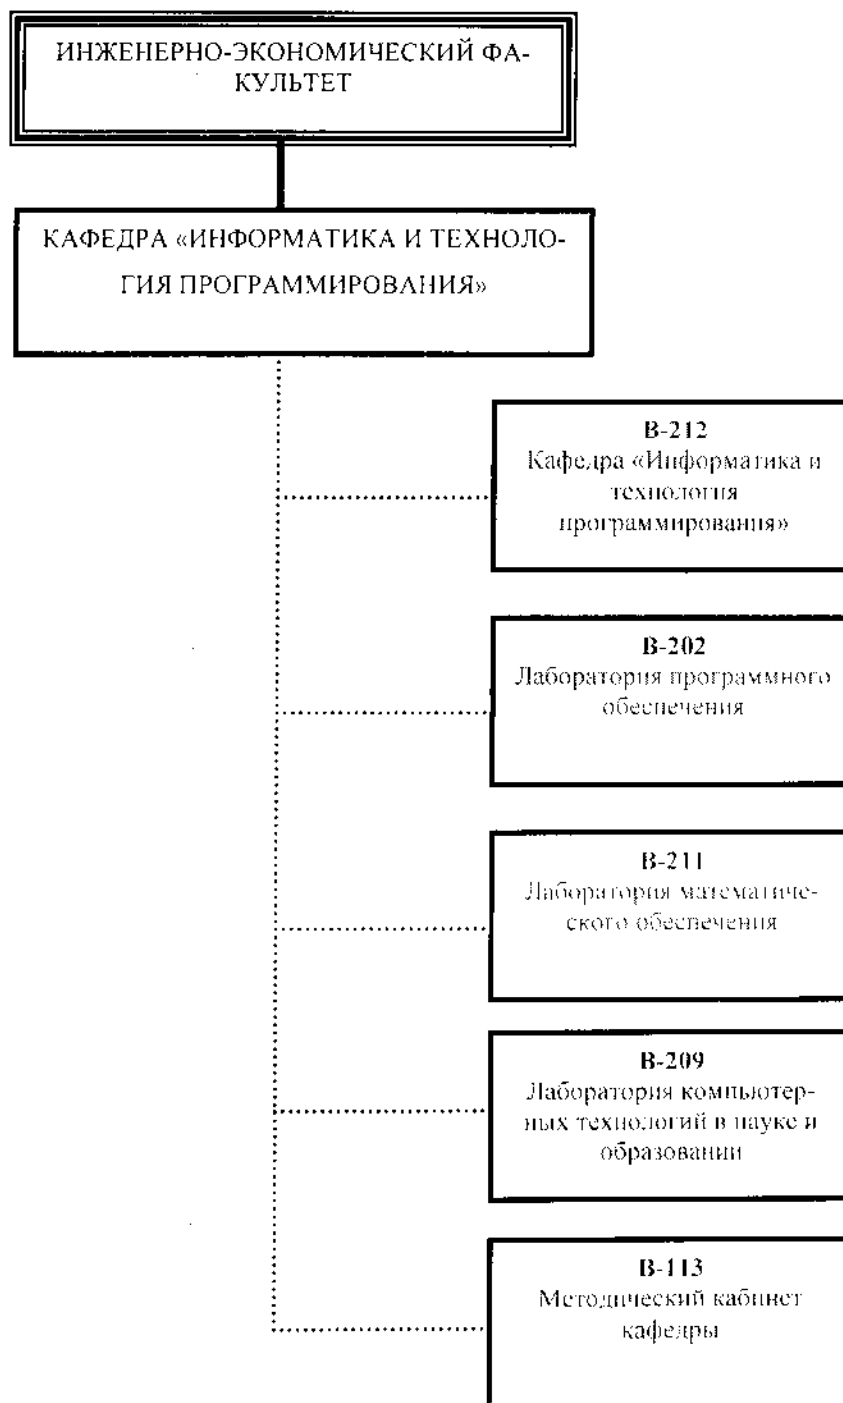 ИНЖЕНЕРНО-ЭКОНОМИЧЕСКИЙ ФА-
КУЛЬТЕТ
КАФЕДРА «ИНФОРМАТИКА И ТЕХНОЛО-
ГИЯ ПРОГРАММИРОВАНИЯ»
В-212
Кафедра «Информатика и
технология
программирования»
В-202
Лаборатория программного
обеспечения
В-211
Лаборатория математиче-
ского обеспечения
В-209
Лаборатория компьютер-
ных технологий в науке и
образовании
В-113
Методический кабинет
кафедры